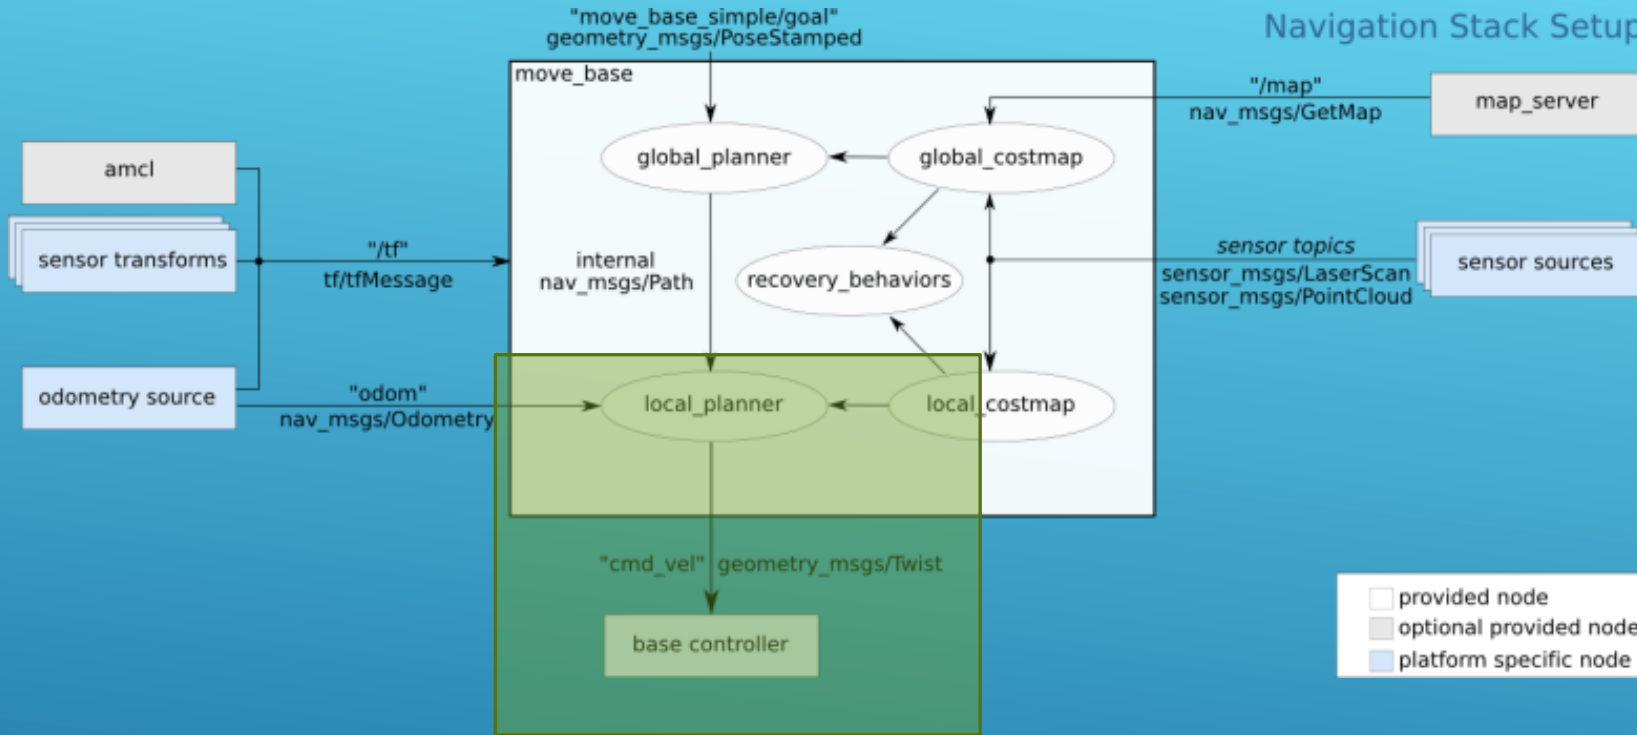 "move_base_simple/goal"
geometry_msgs/PoseStamped
Navigation Stack Setup
move_base
"/map"
nav_msgs/GetMap
map_server
global_planner
global_costmap
amcl
sensor transforms
"/tf"
tf/tfMessage
internal
nav_msgs/Path
recovery_behaviors
sensor topics
sensor_msgs/LaserScan
sensor_msgs/PointCloud
sensor sources
odometry source
"odom"
nav_msgs/Odometry
local_planner
local_costmap
"cmd_vel" geometry_msgs/Twist
base controller
provided node
optional provided node
platform specific node